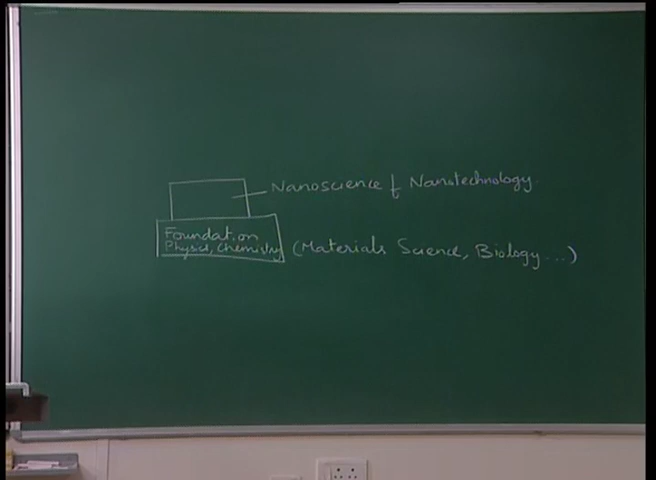 Nanoscience & Nanotechnology
Foundation
Physics, Chemistry (Materials Science, Biology...)